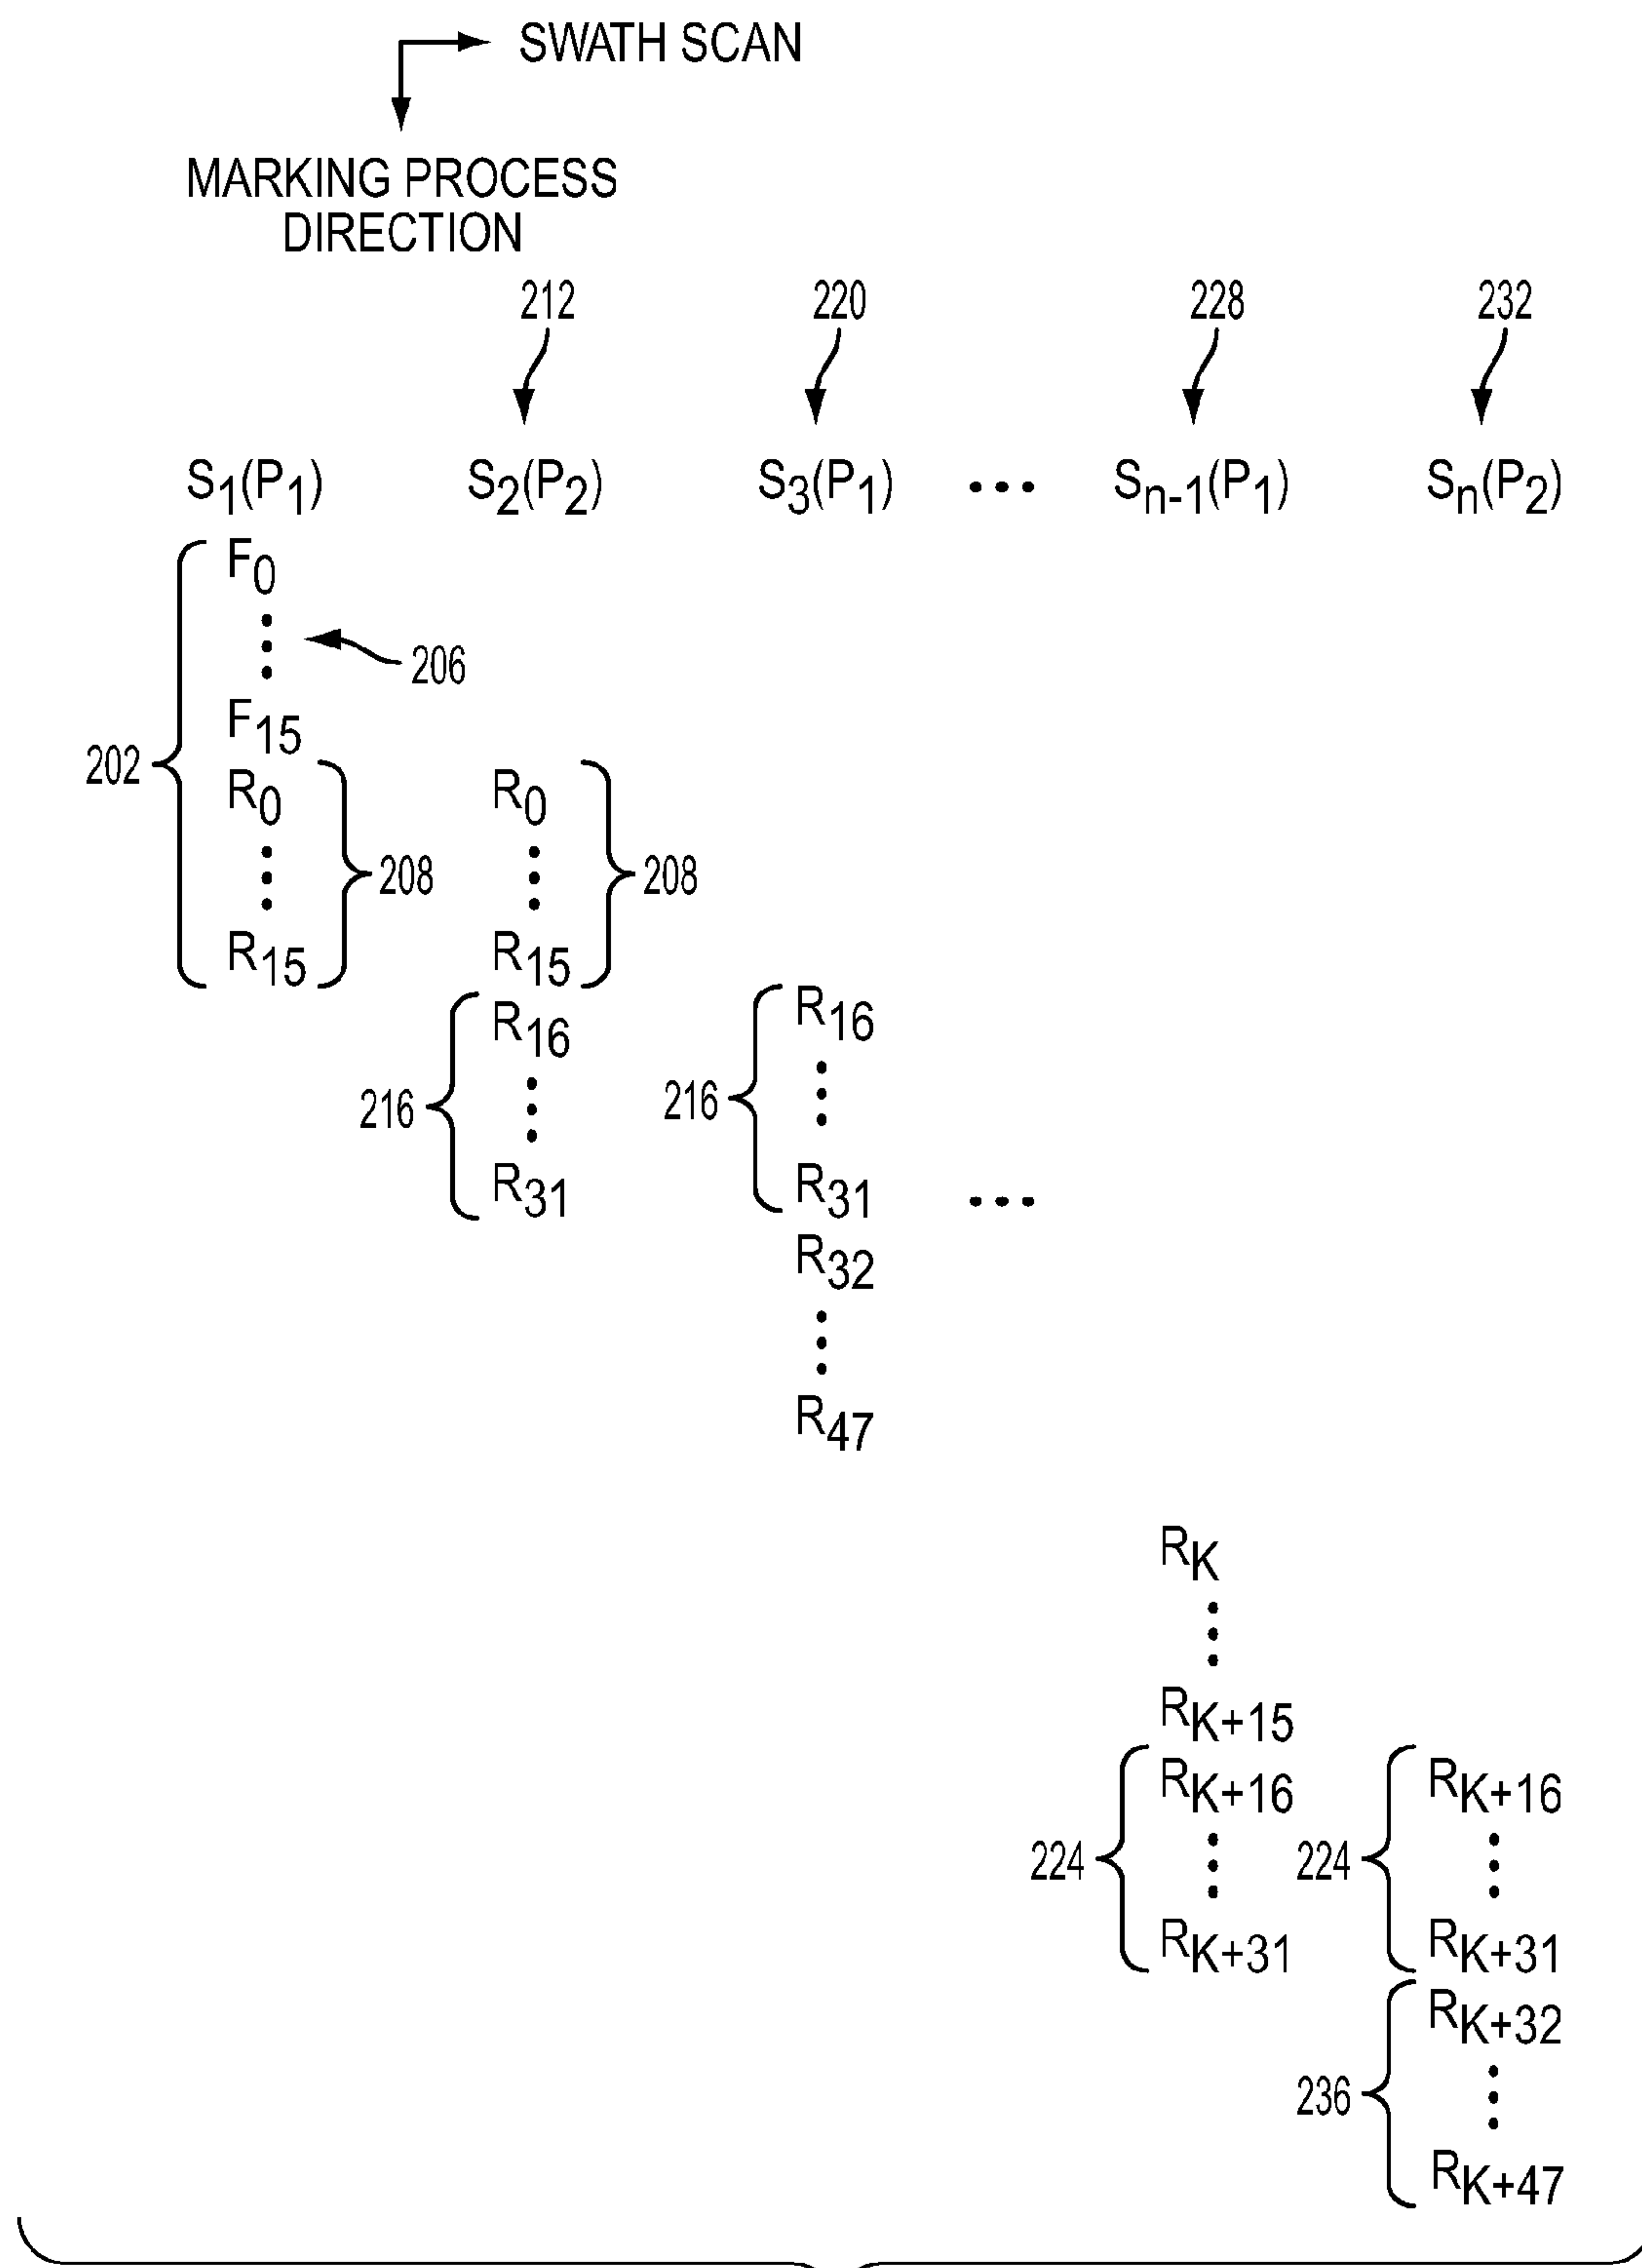 SWATH SCAN
MARKING PROCESS
DIRECTION
212 220 228 232
S1(P1) S2(P2) S3(P1) ... Sn-1(P1) Sn(P2)
F0
206
F15
202
R0 R0
208 208
R15 R15
R16 R16
216 216
R31 R31 ...
R32
R47
RK
RK+15
RK+16 RK+16
224 224
RK+31 RK+31
RK+32
236
RK+47